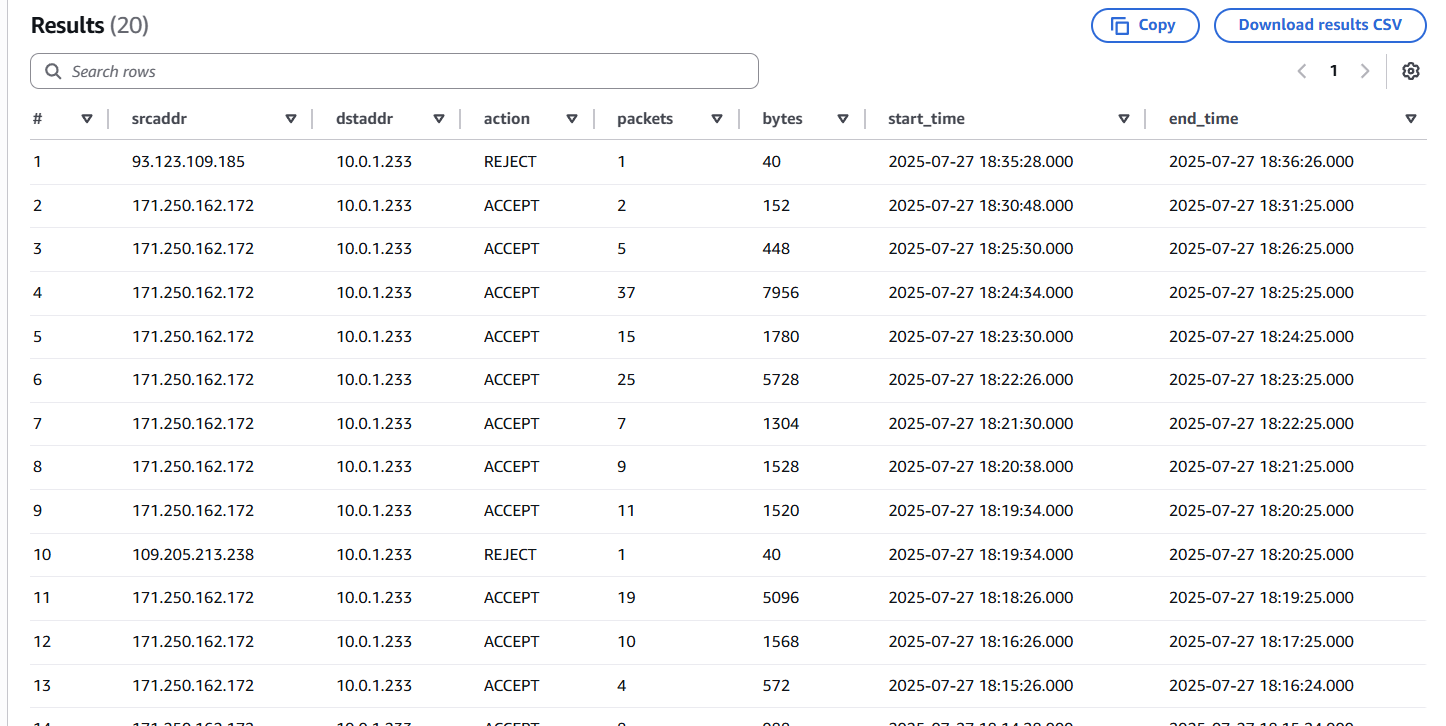 Results (20) Copy Download results CSV
Search rows 1
# srcaddr dstaddr action packets bytes start_time end_time
1 93.123.109.185 10.0.1.233 REJECT 1 40 2025-07-27 18:35:28.000 2025-07-27 18:36:26.000
2 171.250.162.172 10.0.1.233 ACCEPT 2 152 2025-07-27 18:30:48.000 2025-07-27 18:31:25.000
3 171.250.162.172 10.0.1.233 ACCEPT 5 448 2025-07-27 18:25:30.000 2025-07-27 18:26:25.000
4 171.250.162.172 10.0.1.233 ACCEPT 37 7956 2025-07-27 18:24:34.000 2025-07-27 18:25:25.000
5 171.250.162.172 10.0.1.233 ACCEPT 15 1780 2025-07-27 18:23:30.000 2025-07-27 18:24:25.000
6 171.250.162.172 10.0.1.233 ACCEPT 25 5728 2025-07-27 18:22:26.000 2025-07-27 18:23:25.000
7 171.250.162.172 10.0.1.233 ACCEPT 7 1304 2025-07-27 18:21:30.000 2025-07-27 18:22:25.000
8 171.250.162.172 10.0.1.233 ACCEPT 9 1528 2025-07-27 18:20:38.000 2025-07-27 18:21:25.000
9 171.250.162.172 10.0.1.233 ACCEPT 11 1520 2025-07-27 18:19:34.000 2025-07-27 18:20:25.000
10 109.205.213.238 10.0.1.233 REJECT 1 40 2025-07-27 18:19:34.000 2025-07-27 18:20:25.000
11 171.250.162.172 10.0.1.233 ACCEPT 19 5096 2025-07-27 18:18:26.000 2025-07-27 18:19:25.000
12 171.250.162.172 10.0.1.233 ACCEPT 10 1568 2025-07-27 18:16:26.000 2025-07-27 18:17:25.000
13 171.250.162.172 10.0.1.233 ACCEPT 4 572 2025-07-27 18:15:26.000 2025-07-27 18:16:24.000